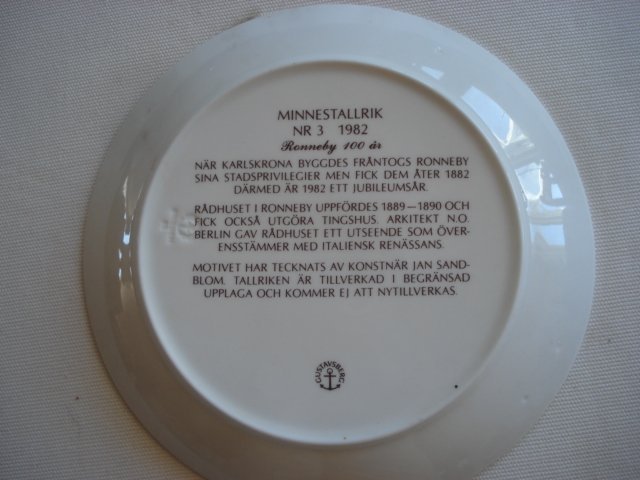 MINNESTALLRIK
NR 3 1982
Ronneby 100 år
NÄR KARLSKRONA BYGGDES FRÅNTOGS RONNEBY
SINA STADSPRIVILEGIER MEN FICK DEM ÅTER 1882
DÄRMED ÄR 1982 ETT JUBILEUMSÅR.
RÅDHUSET I RONNEBY UPPFÖRDES 1889—1890 OCH
FICK OCKSÅ UTGÖRA TINGSHUS. ARKITEKT N.O.
BERLIN GAV RÅDHUSET ETT UTSEENDE SOM ÖVER-
ENSSTÄMMER MED ITALIENSK RENÄSSANS.
MOTIVET HAR TECKNATS AV KONSTNÄR JAN SAND-
BLOM. TALLRIKEN ÄR TILLVERKAD I BEGRÄNSAD
UPPLAGA OCH KOMMER EJ ATT NYTILLVERKAS.
GUSTAVSBERG